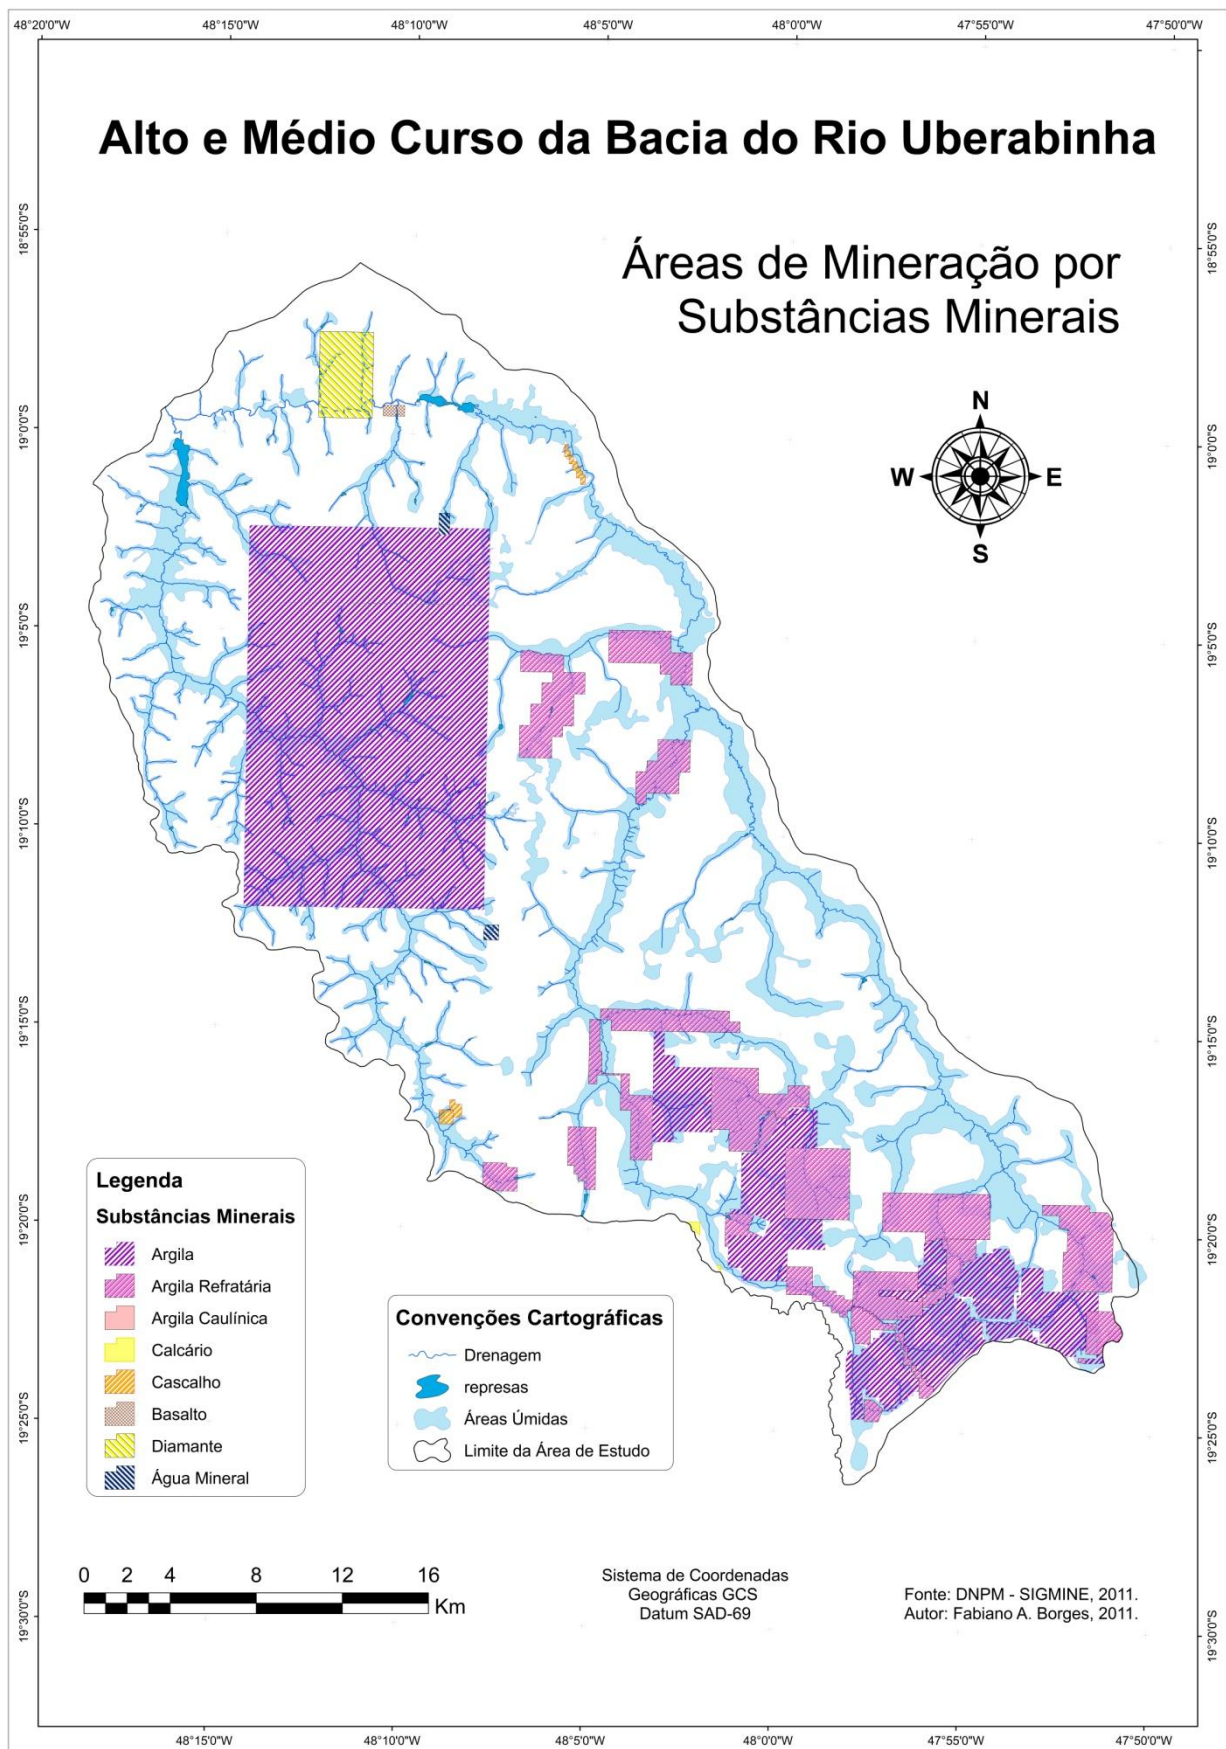 48°20'0"W 48°15'0"W 48°10'0"W 48°5'0"W 48°0'0"W 47°55'0"W 47°50'0"W
Alto e Médio Curso da Bacia do Rio Uberabinha
Áreas de Mineração por
Substâncias Minerais
18°55'0"S
18°55'0"S
N
W
E
S
19°0'0"S
19°0'0"S
19°5'0"S
19°5'0"S
19°10'0"S
19°10'0"S
19°15'0"S
19°15'0"S
19°20'0"S
19°20'0"S
19°25'0"S
19°25'0"S
19°30'0"S
19°30'0"S
Legenda
Substâncias Minerais
Argila
Argila Refratária
Argila Caulínica
Calcário
Cascalho
Basalto
Diamante
Água Mineral
Convenções Cartográficas
Drenagem
represas
Áreas Úmidas
Limite da Área de Estudo
0 2 4 8 12 16
Km
Sistema de Coordenadas
Geográficas GCS
Datum SAD-69
Fonte: DNPM - SIGMINE, 2011.
Autor: Fabiano A. Borges, 2011.
48°15'0"W 48°10'0"W 48°5'0"W 48°0'0"W 47°55'0"W 47°50'0"W